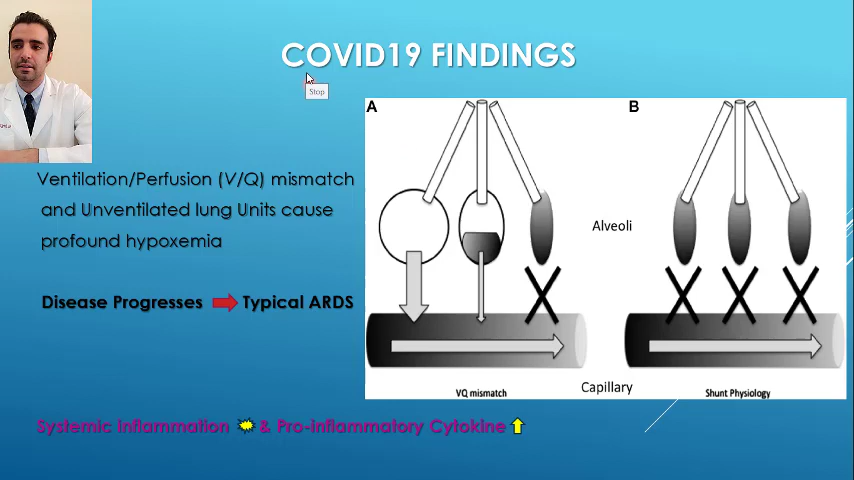 COVID19 FINDINGS
Stop
Ventilation/Perfusion (V/Q) mismatch
and Unventilated lung Units cause
profound hypoxemia
Disease Progresses Typical ARDS
Systemic inflammation & Pro-inflammatory Cytokine
A
B
Alveoli
Capillary
VQ mismatch
Shunt Physiology